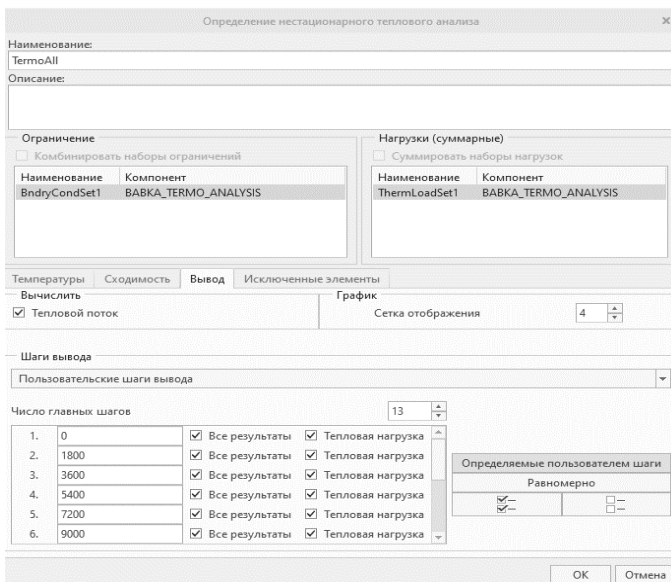 Определение нестационарного теплового анализа
Наименование:
TermoAll
Описание:
Ограничение
Комбинировать наборы ограничений
Наименование Компонент
BndryCondSet1 BABKA_TERMO_ANALYSIS
Нагрузки (суммарные)
Суммировать наборы нагрузок
Наименование Компонент
ThermLoadSet1 BABKA_TERMO_ANALYSIS
Температуры Сходимость Вывод Исключенные элементы
Вычислить
Тепловой поток
График
Сетка отображения 4
Шаги вывода
Пользовательские шаги вывода
Число главных шагов 13
1. 0 Все результаты Тепловая нагрузка
2. 1800 Все результаты Тепловая нагрузка
3. 3600 Все результаты Тепловая нагрузка
4. 5400 Все результаты Тепловая нагрузка
5. 7200 Все результаты Тепловая нагрузка
6. 9000 Все результаты Тепловая нагрузка
Определяемые пользователем шаги
Равномерно
OK Отмена